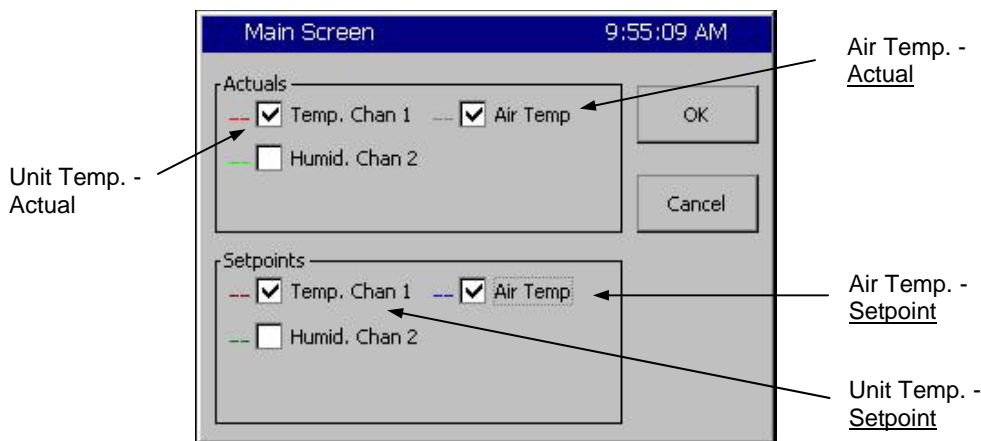 Main Screen 9:55:09 AM
Air Temp. -
Actual
Actuals
Temp. Chan 1 Air Temp
OK
Humid. Chan 2
Unit Temp. -
Actual
Cancel
Setpoints
Temp. Chan 1 Air Temp
Air Temp. -
Setpoint
Humid. Chan 2
Unit Temp. -
Setpoint